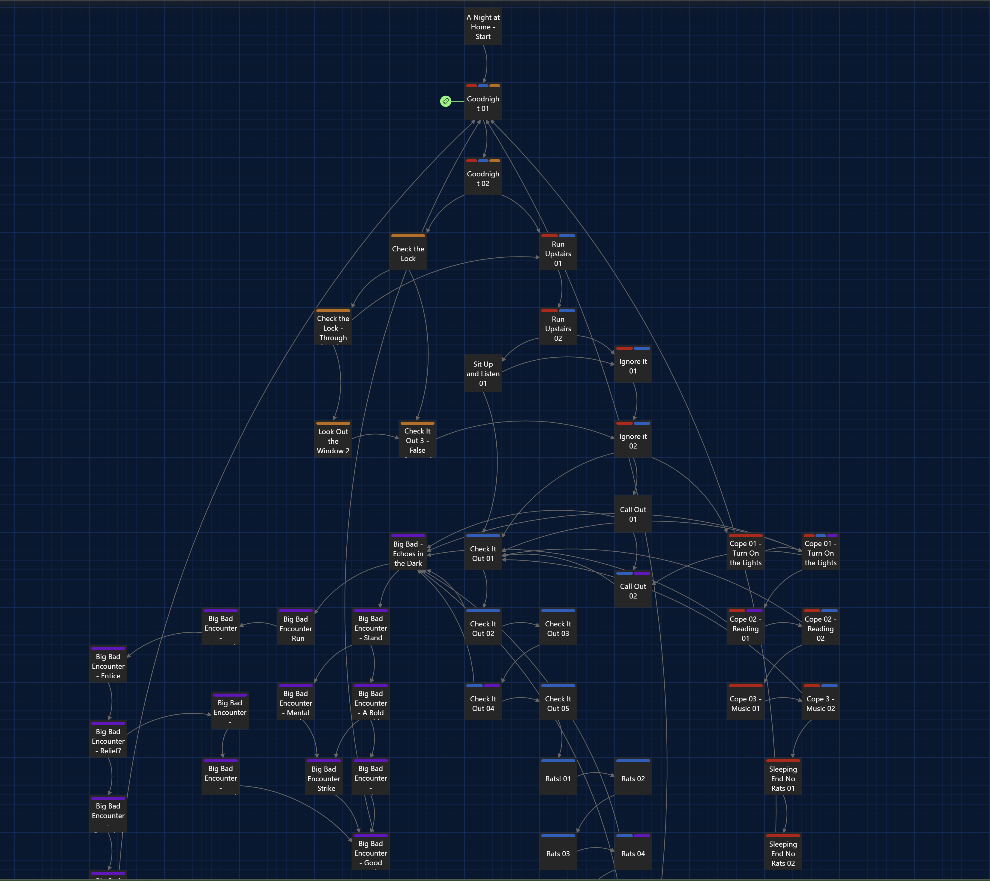 A Night at
Home -
Start
Goodnigh
t 01
Goodnigh
t 02
Check the
Lock
Run
Upstairs
01
Check the
Lock -
Through
Run
Upstairs
02
Sit Up
and Listen
01
Ignore It
01
Look Out
the
Window 2
Check It
Out 3 -
False
Ignore it
02
Call Out
01
Big Bad -
Echoes in
the Dark
Check It
Out 01
Cope 01 -
Turn On
the Lights
Cope 01 -
Turn On
the Lights
Call Out
02
Big Bad
Encounter
-
Big Bad
Encounter
- Run
Big Bad
Encounter
- Stand
Check It
Out 02
Check It
Out 03
Cope 02 -
Reading
01
Cope 02 -
Reading
02
Big Bad
Encounter
- Entice
Big Bad
Encounter
-
Big Bad
Encounter
- Mental
Big Bad
Encounter
- A Bold
Check It
Out 04
Check It
Out 05
Cope 03 -
Music 01
Cope 3 -
Music 02
Big Bad
Encounter
- Relief?
Big Bad
Encounter
-
Big Bad
Encounter
Strike
Big Bad
Encounter
-
Rats! 01
Rats 02
Sleeping
End No
Rats 01
Big Bad
Encounter
Big Bad
Encounter
- Good
Rats 03
Rats 04
Sleeping
End No
Rats 02